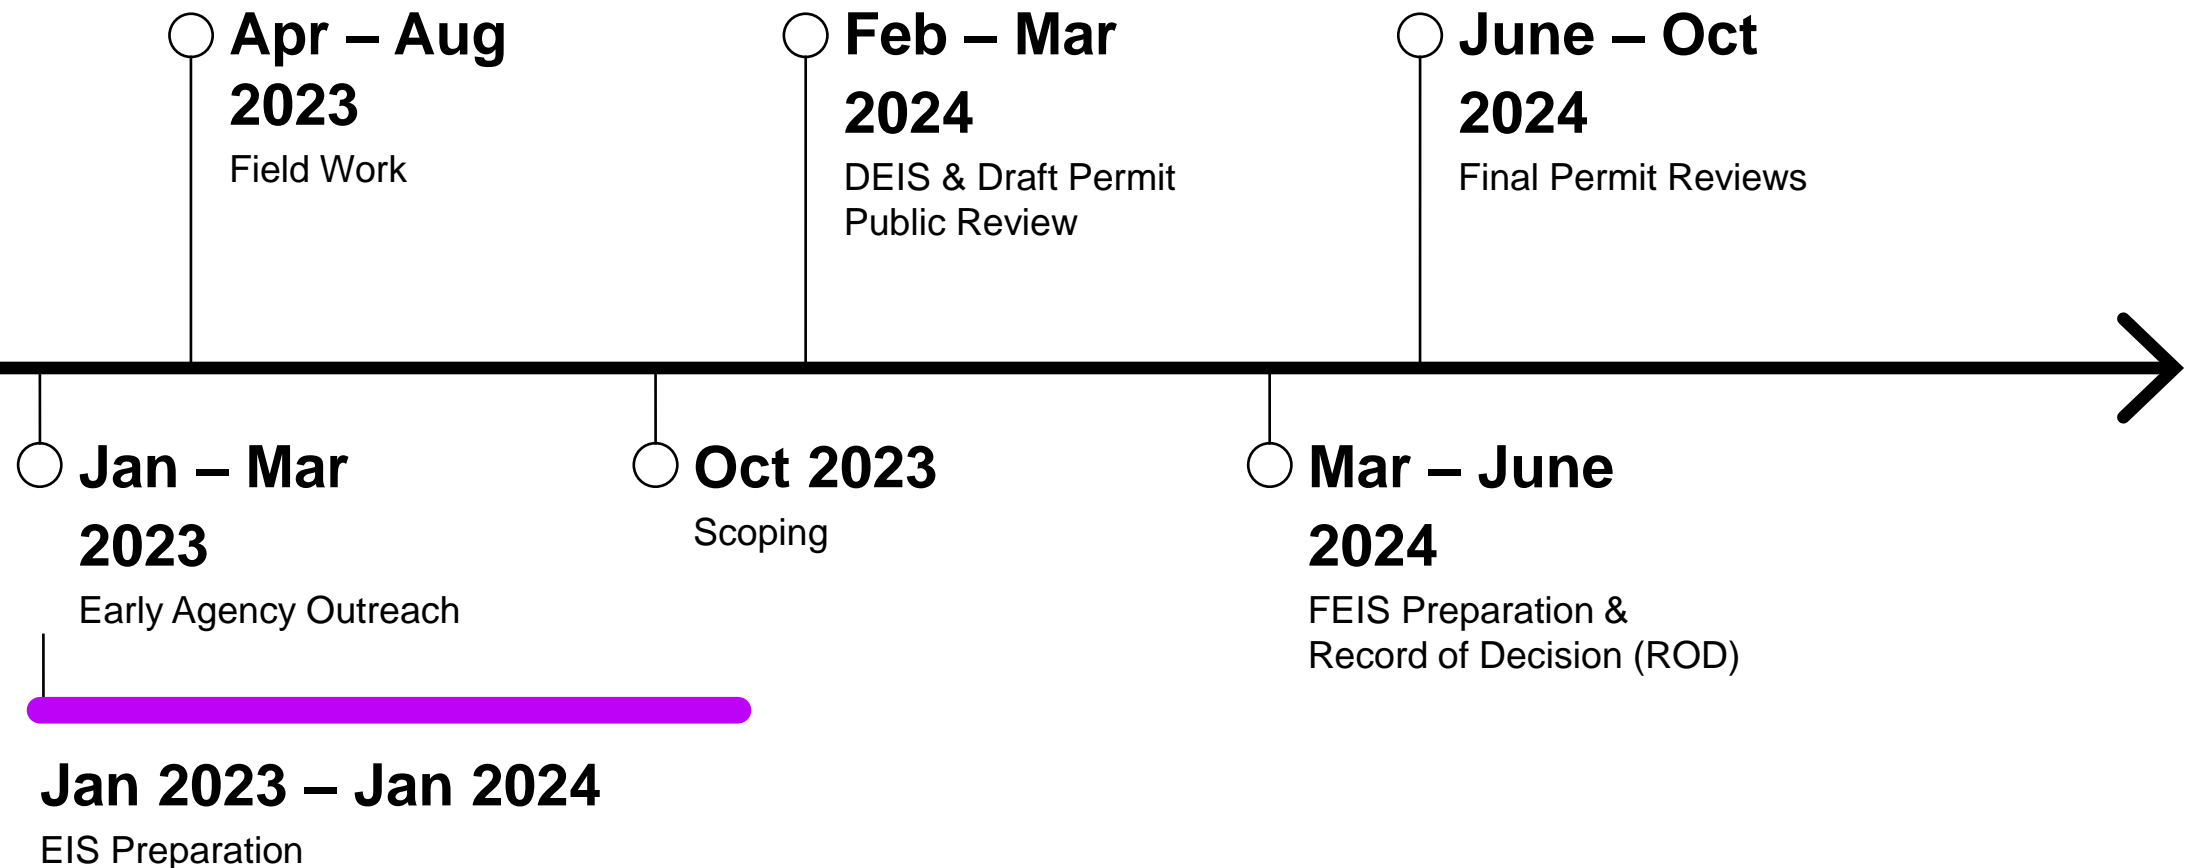 Apr – Aug
2023
Field Work
Feb – Mar
2024
DEIS & Draft Permit
Public Review
June – Oct
2024
Final Permit Reviews
Jan – Mar
2023
Early Agency Outreach
Oct 2023
Scoping
Mar – June
2024
FEIS Preparation &
Record of Decision (ROD)
Jan 2023 – Jan 2024
EIS Preparation